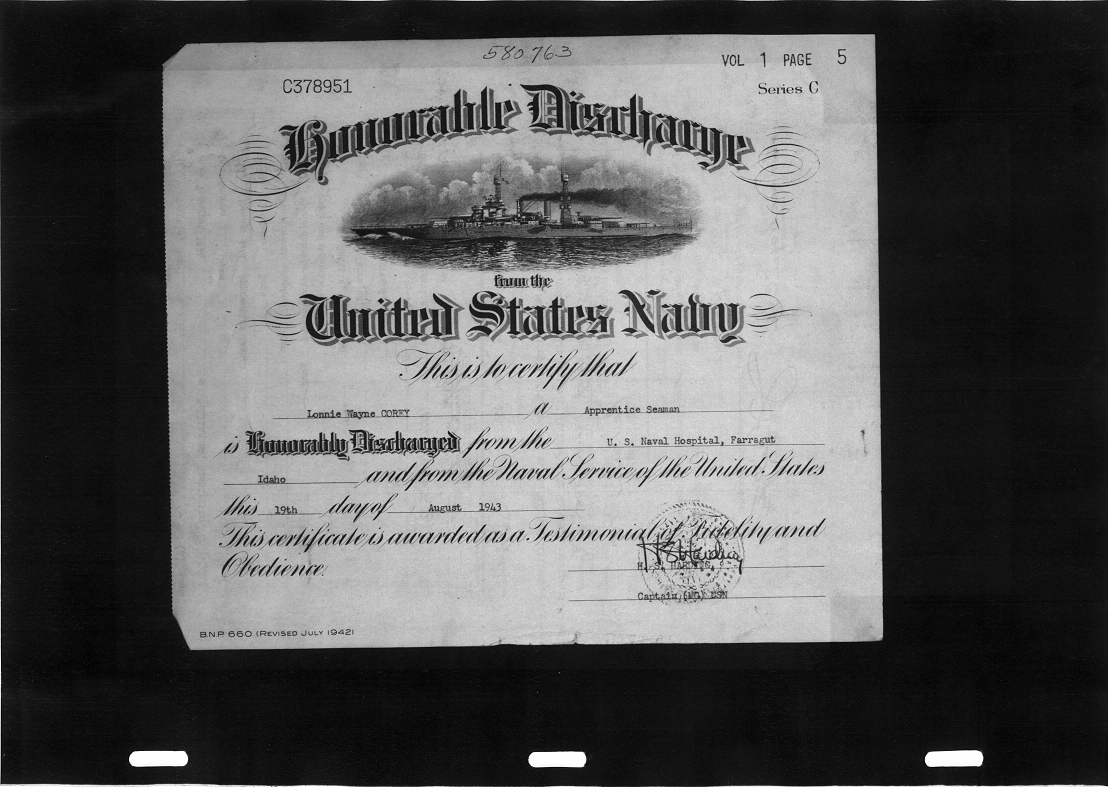 580763
VOL 1 PAGE 5
C378951
Series C
Honorable Discharge
from the
United States Navy
This is to certify that
Lonnie Wayne COREY a Apprentice Seaman
is Honorably Discharged from the U. S. Naval Hospital, Farragut
Idaho and from the Naval Service of the United States
this 19th day of August 1943
This certificate is awarded as a Testimonial of Fidelity and
Obedience.
H. S. HARDING,
Captain (MC) USN
B.N.P. 660 (REVISED JULY 1942)